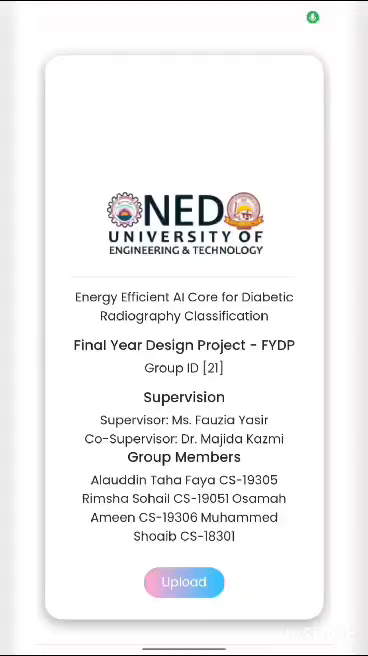 NED
UNIVERSITY OF
ENGINEERING & TECHNOLOGY
Energy Efficient AI Core for Diabetic
Radiography Classification
Final Year Design Project - FYDP
Group ID [21]
Supervision
Supervisor: Ms. Fauzia Yasir
Co-Supervisor: Dr. Majida Kazmi
Group Members
Alauddin Taha Faya CS-19305
Rimsha Sohail CS-19051 Osamah
Ameen CS-19306 Muhammed
Shoaib CS-18301
Upload